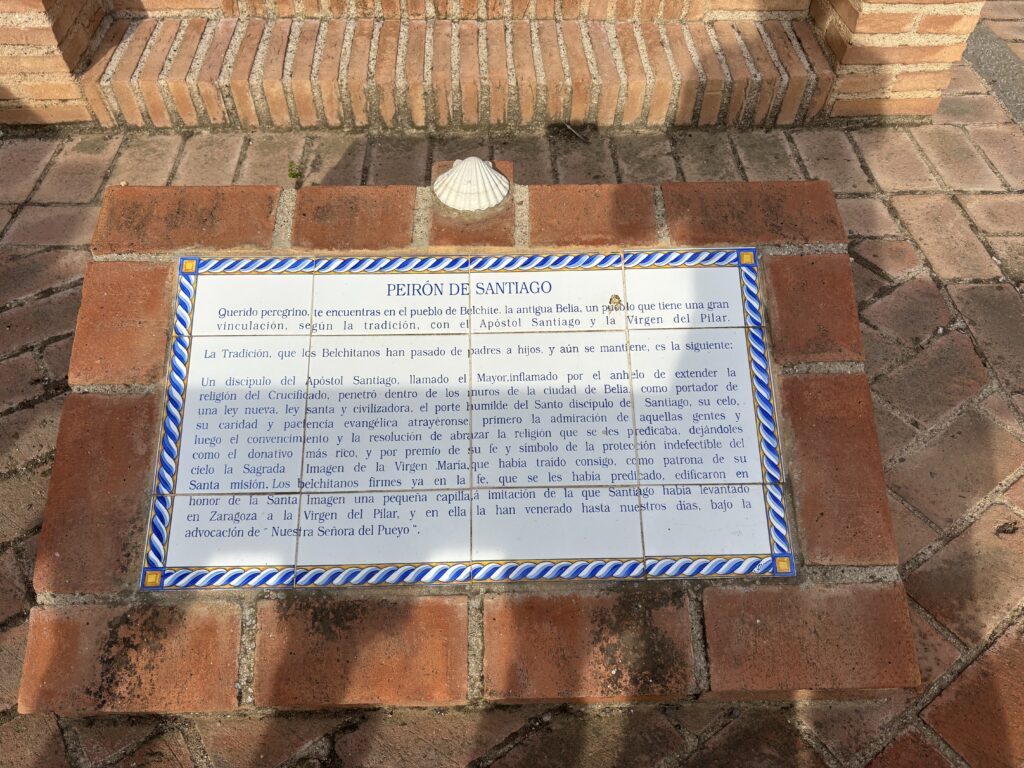 PEIRÓN DE SANTIAGO
Querido peregrino, te encuentras en el pueblo de Belchite, la antigua Belia, un pueblo que tiene una gran
vinculación, según la tradición, con el Apóstol Santiago y la Virgen del Pilar.
La Tradición, que los Belchitanos han pasado de padres a hijos, y aún se mantiene, es la siguiente:
Un discípulo del Apóstol Santiago, llamado el Mayor,inflamado por el anhelo de extender la
religión del Crucificado, penetró dentro de los muros de la ciudad de Belia, como portador de
una ley nueva, ley santa y civilizadora, el porte humilde del Santo discípulo de Santiago, su celo,
su caridad y paciencia evangélica atrayéronse primero la admiración de aquellas gentes y
luego el convencimiento y la resolución de abrazar la religión que se les predicaba, dejándoles
como el donativo más rico, y por premio de su fe y símbolo de la protección indefectible del
cielo la Sagrada Imagen de la Virgen María,que había traído consigo, como patrona de su
Santa misión, Los belchitanos firmes ya en la fe, que se les había predicado, edificaron en
honor de la Santa Imagen una pequeña capilla,á imitación de la que Santiago había levantado
en Zaragoza a la Virgen del Pilar, y en ella la han venerado hasta nuestros días, bajo la
advocación de " Nuestra Señora del Pueyo ".